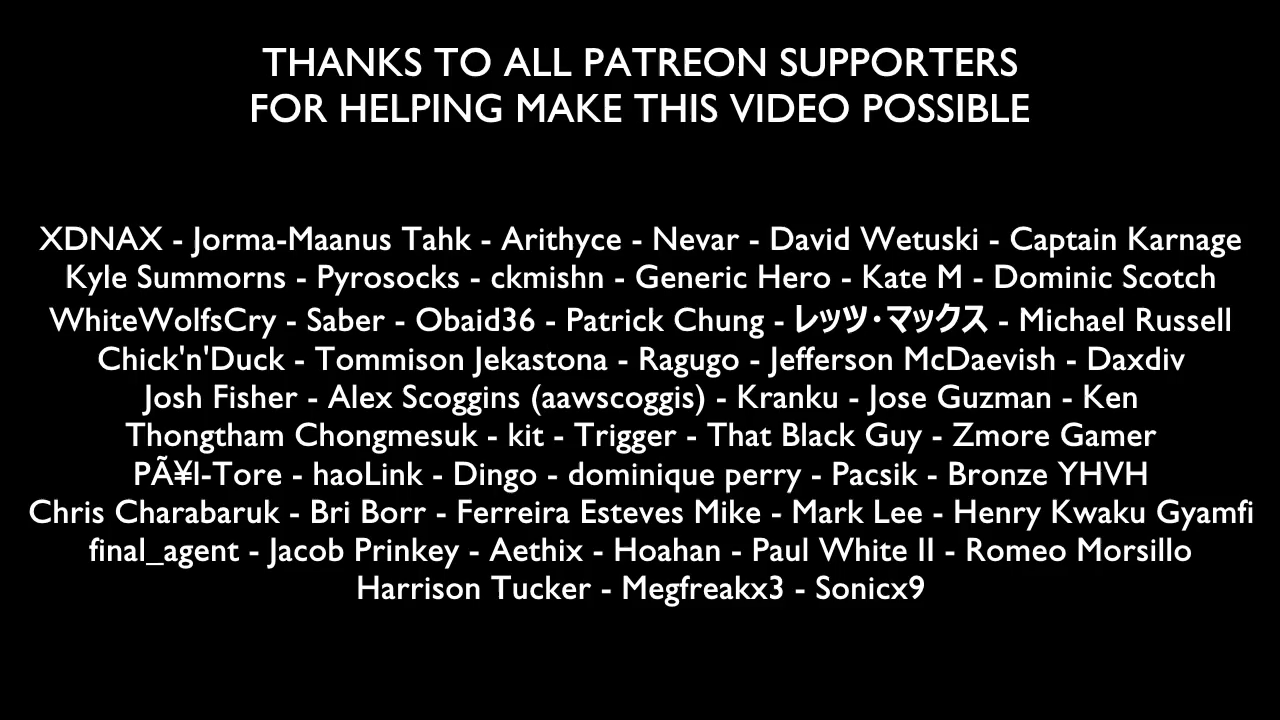 THANKS TO ALL PATREON SUPPORTERS
FOR HELPING MAKE THIS VIDEO POSSIBLE
XDNAX - Jorma-Maanus Tahk - Arithyce - Nevar - David Wetuski - Captain Karnage
Kyle Summorns - Pyrosocks - ckmishn - Generic Hero - Kate M - Dominic Scotch
WhiteWolfsCry - Saber - Obaid36 - Patrick Chung - レッツ・マックス - Michael Russell
Chick'n'Duck - Tommison Jekastona - Ragugo - Jefferson McDaevish - Daxdiv
Josh Fisher - Alex Scoggins (aawscoggis) - Kranku - Jose Guzman - Ken
Thongtham Chongmesuk - kit - Trigger - That Black Guy - Zmore Gamer
PÃ¥l-Tore - haoLink - Dingo - dominique perry - Pacsik - Bronze YHVH
Chris Charabaruk - Bri Borr - Ferreira Esteves Mike - Mark Lee - Henry Kwaku Gyamfi
final_agent - Jacob Prinkey - Aethix - Hoahan - Paul White II - Romeo Morsillo
Harrison Tucker - Megfreakx3 - Sonicx9